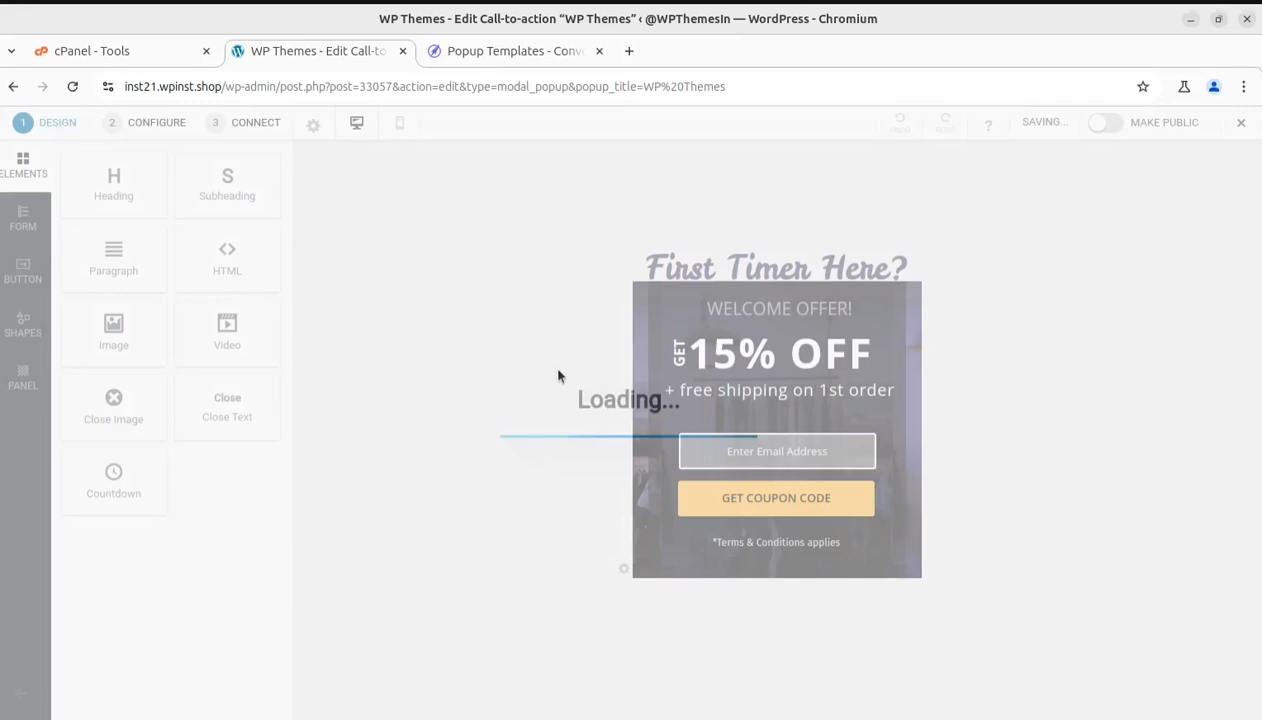 WP Themes - Edit Call-to-action “WP Themes” ‹ @WPThemesIn — WordPress - Chromium
cPanel - Tools
WP Themes - Edit Call-to
Popup Templates - Conve
inst21.wpinst.shop/wp-admin/post.php?post=33057&action=edit&type=modal_popup&popup_title=WP%20Themes
1 DESIGN
2 CONFIGURE
3 CONNECT
UNDO
REDO
?
SAVING...
MAKE PUBLIC
ELEMENTS
FORM
BUTTON
SHAPES
PANEL
H
Heading
S
Subheading
Paragraph
HTML
Image
Video
Close Image
Close
Close Text
Countdown
Loading...
First Timer Here?
WELCOME OFFER!
GET 15% OFF
+ free shipping on 1st order
Enter Email Address
GET COUPON CODE
*Terms & Conditions applies